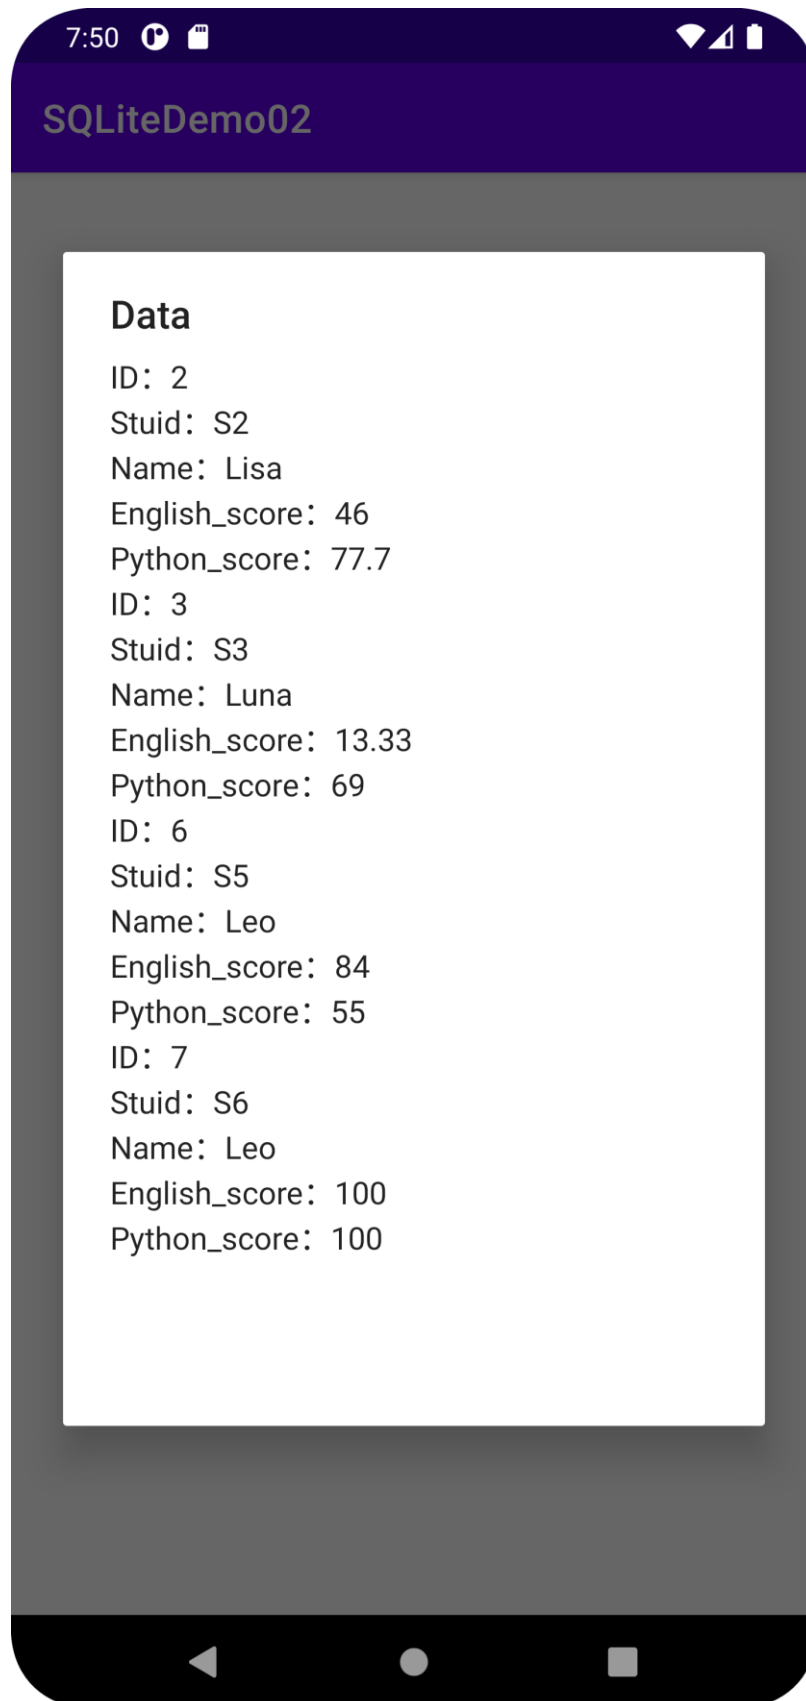 7:50
SQLiteDemo02
Data
ID：2
Stuid：S2
Name：Lisa
English_score：46
Python_score：77.7
ID：3
Stuid：S3
Name：Luna
English_score：13.33
Python_score：69
ID：6
Stuid：S5
Name：Leo
English_score：84
Python_score：55
ID：7
Stuid：S6
Name：Leo
English_score：100
Python_score：100